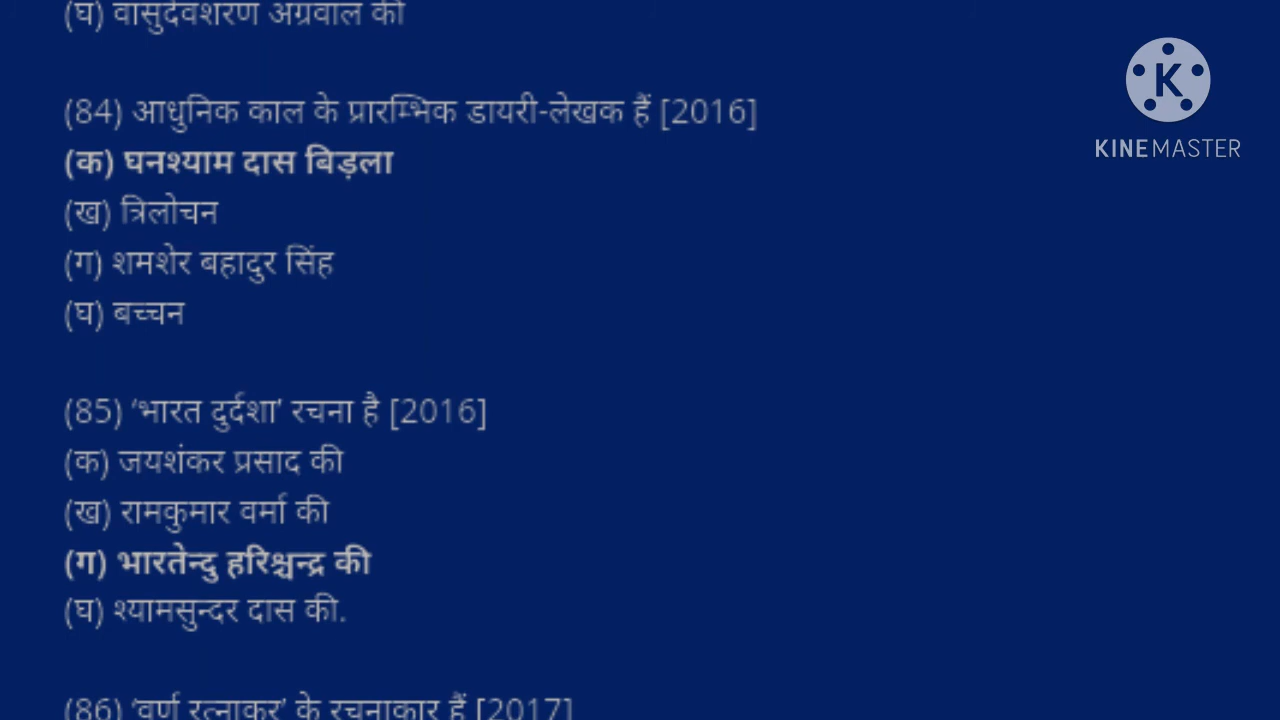 (घ) वासुदेवशरण अग्रवाल की
(84) आधुनिक काल के प्रारम्भिक डायरी-लेखक हैं [2016]
(क) घनश्याम दास बिड़ला
(ख) त्रिलोचन
(ग) शमशेर बहादुर सिंह
(घ) बच्चन
(85) ‘भारत दुर्दशा’ रचना है [2016]
(क) जयशंकर प्रसाद की
(ख) रामकुमार वर्मा की
(ग) भारतेन्दु हरिश्चन्द्र की
(घ) श्यामसुन्दर दास की.
(86) ‘वर्ण रत्नाकर’ के रचनाकार हैं [2017]
K
KINEMASTER